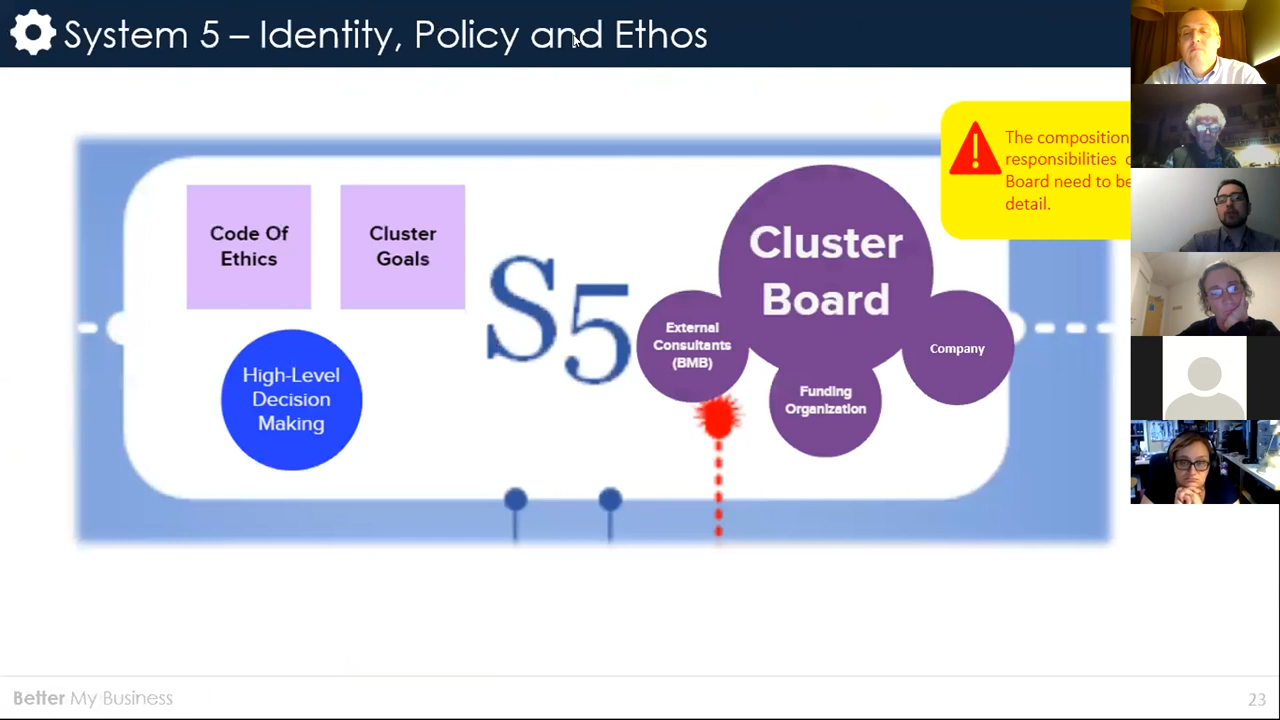 System 5 – Identity, Policy and Ethos
The composition
responsibilities
Board need to be
detail.
Code Of
Ethics
Cluster
Goals
S5
Cluster
Board
External
Consultants
(BMB)
Company
High-Level
Decision
Making
Funding
Organization
Better My Business
23